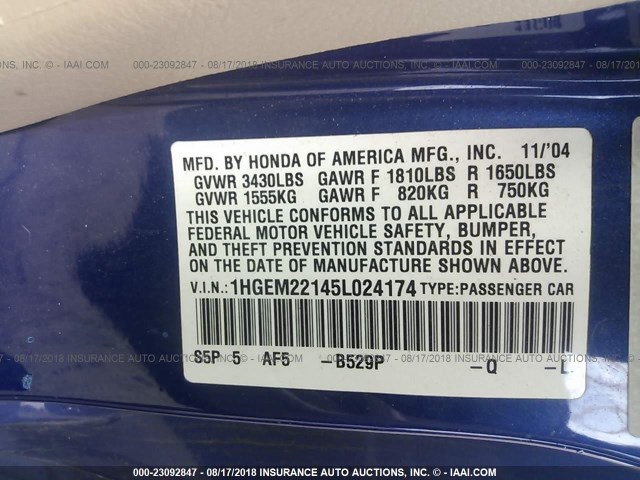 000-23092847 - 08/17/2018 INSURANCE AUTO AUCTIONS, INC. © - IAAI.COM
MFD. BY HONDA OF AMERICA MFG., INC. 11/'04
GVWR 3430LBS GAWR F 1810LBS R 1650LBS
GVWR 1555KG GAWR F 820KG R 750KG
THIS VEHICLE CONFORMS TO ALL APPLICABLE
FEDERAL MOTOR VEHICLE SAFETY, BUMPER,
AND THEFT PREVENTION STANDARDS IN EFFECT
ON THE DATE OF MANUFACTURE SHOWN ABOVE.
V.I.N.: 1HGEM22145L024174 TYPE:PASSENGER CAR
S5P 5 AF5 -B529P -Q -L
000-23092847 - 08/17/2018 INSURANCE AUTO AUCTIONS, INC. © - IAAI.COM